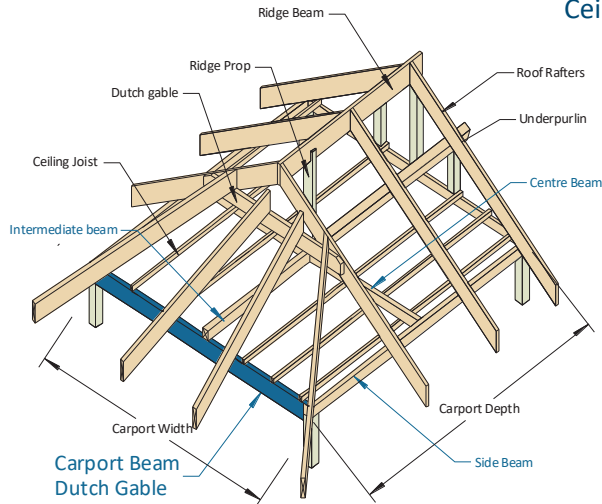 Cei
Ridge Beam
Ridge Prop
Roof Rafters
Dutch gable
Underpurlin
Ceiling Joist
Centre Beam
Intermediate beam
Carport Depth
Carport Width
Carport Beam
Dutch Gable
Side Beam